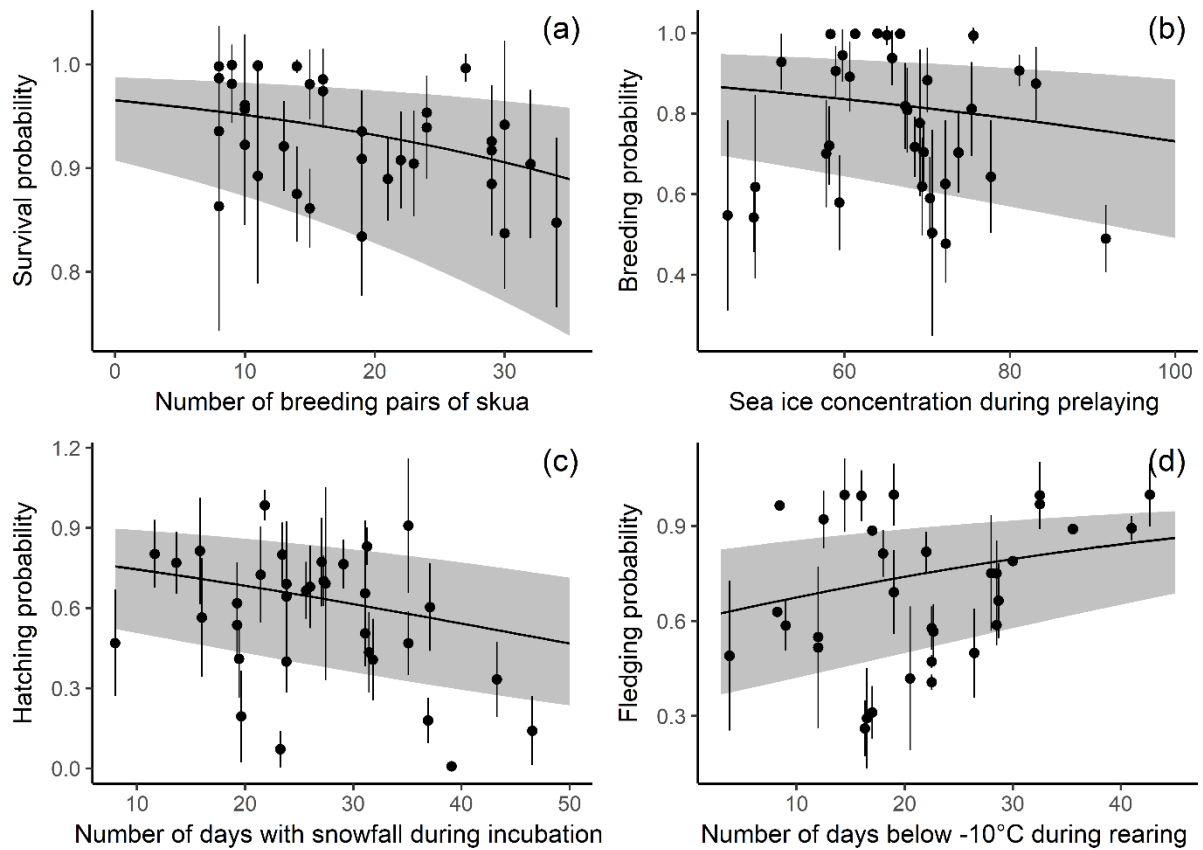 (a)
1.0
0.9
0.8
Survival probability
0 10 20 30
Number of breeding pairs of skua
(b)
1.0
0.8
0.6
0.4
Breeding probability
60 80 100
Sea ice concentration during prelaying
(c)
1.2
0.9
0.6
0.3
0.0
Hatching probability
10 20 30 40 50
Number of days with snowfall during incubation
(d)
0.9
0.6
0.3
Fledging probability
10 20 30 40
Number of days below -10°C during rearing